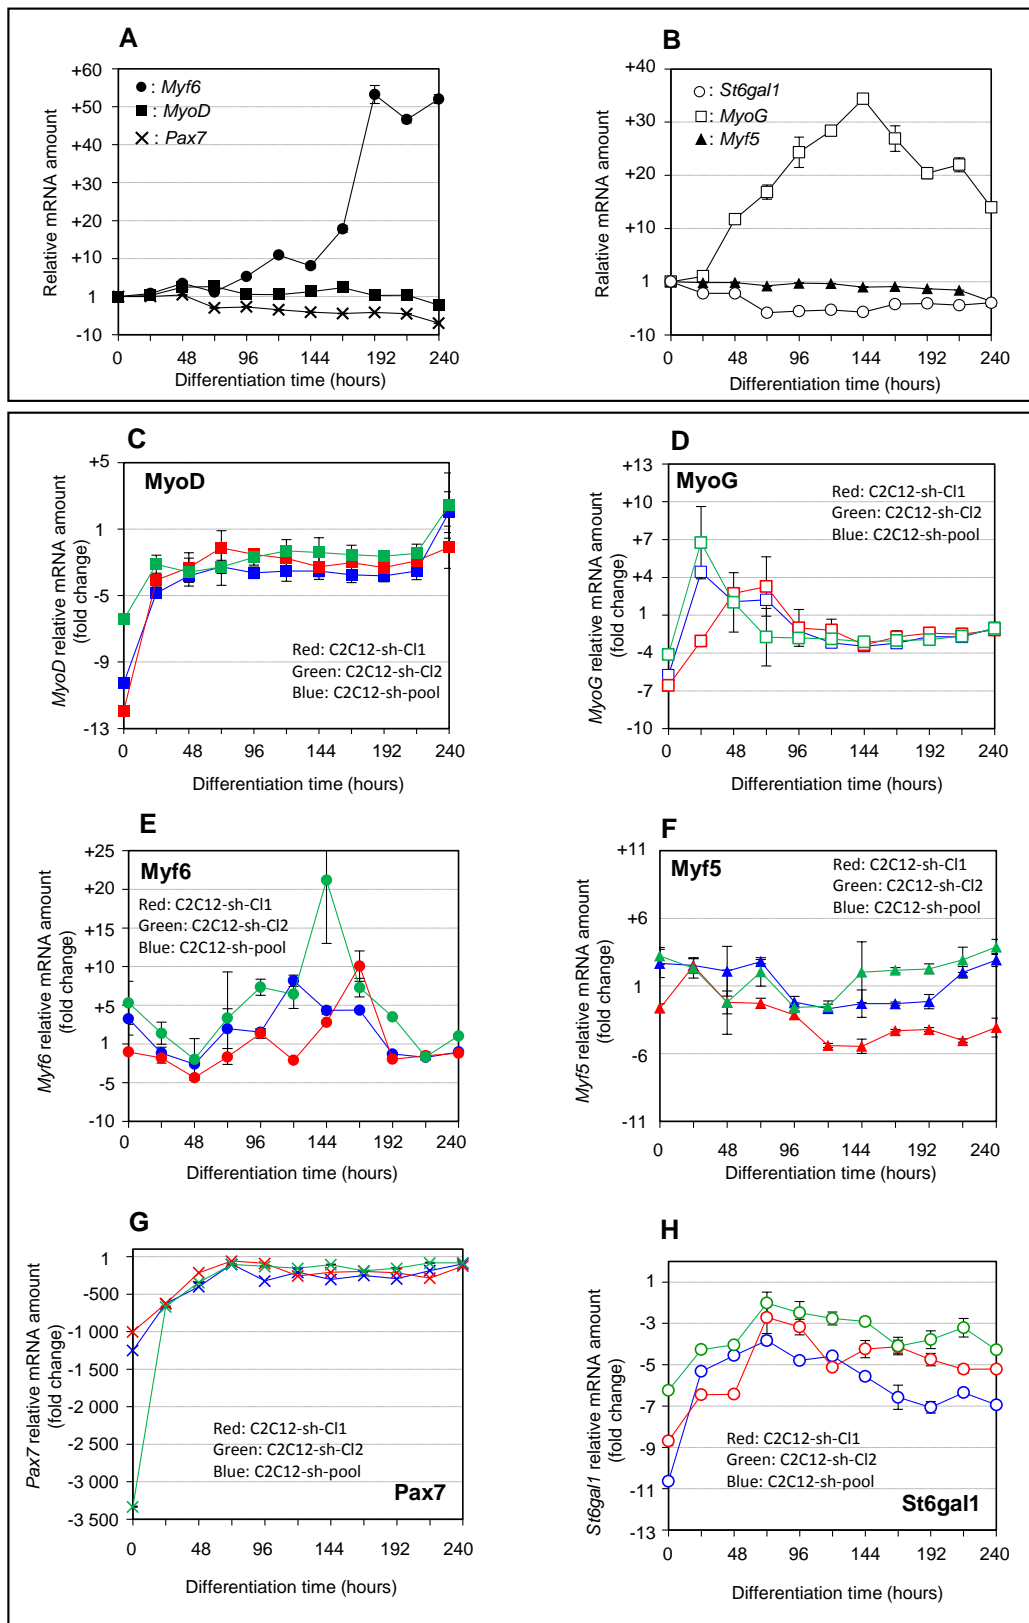 A
Relative mRNA amount
+60
+50
+40
+30
+20
+10
1
-10
: Myf6
: MyoD
: Pax7
0
48
96
144
192
240
Differentiation time (hours)
B
Ralative mRNA amount
+40
+30
+20
+10
1
-10
: St6gal1
: MyoG
: Myf5
0
48
96
144
192
240
Differentiation time (hours)
C
MyoD relative mRNA amount
(fold change)
+5
1
-5
-9
-13
MyoD
Red: C2C12-sh-Cl1
Green: C2C12-sh-Cl2
Blue: C2C12-sh-pool
0
48
96
144
192
240
Differentiation time (hours)
D
MyoG relative mRNA amount
(fold change)
+13
+10
+7
+4
1
-4
-7
-10
MyoG
Red: C2C12-sh-Cl1
Green: C2C12-sh-Cl2
Blue: C2C12-sh-pool
0
48
96
144
192
240
Differentiation time (hours)
E
Myf6 relative mRNA amount
(fold change)
+25
+20
+15
+10
+5
1
-5
-10
Myf6
Red: C2C12-sh-Cl1
Green: C2C12-sh-Cl2
Blue: C2C12-sh-pool
0
48
96
144
192
240
Differentiation time (hours)
F
Myf5 relative mRNA amount
(fold change)
+11
+6
1
-6
-11
Myf5
Red: C2C12-sh-Cl1
Green: C2C12-sh-Cl2
Blue: C2C12-sh-pool
0
48
96
144
192
240
Differentiation time (hours)
G
Pax7 relative mRNA amount
(fold change)
1
-500
-1 000
-1 500
-2 000
-2 500
-3 000
-3 500
Red: C2C12-sh-Cl1
Green: C2C12-sh-Cl2
Blue: C2C12-sh-pool
Pax7
0
48
96
144
192
240
Differentiation time (hours)
H
St6gal1 relative mRNA amount
(fold change)
1
-3
-5
-7
-9
-11
-13
Red: C2C12-sh-Cl1
Green: C2C12-sh-Cl2
Blue: C2C12-sh-pool
St6gal1
0
48
96
144
192
240
Differentiation time (hours)